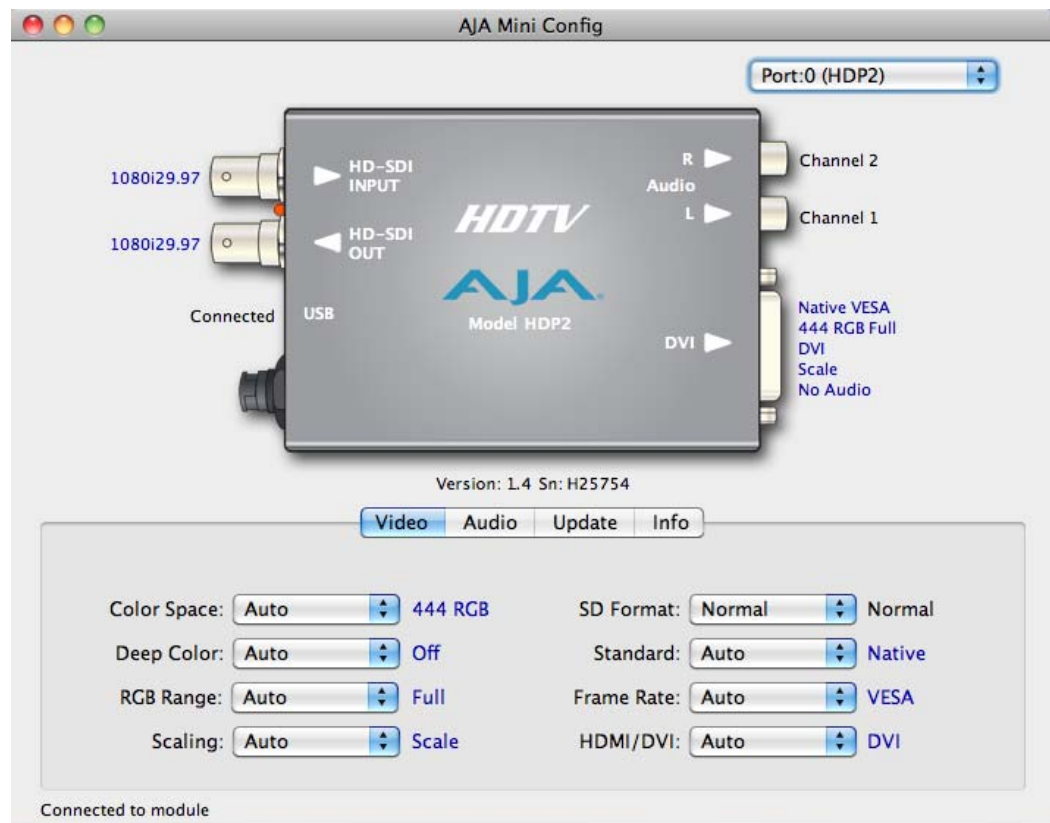 AJA Mini Config
Port:0 (HDP2)
1080i29.97
HD-SDI
INPUT
R
Channel 2
Audio
HDTV
L
Channel 1
1080i29.97
HD-SDI
OUT
AJA
Connected
USB
Model HDP2
DVI
Native VESA
444 RGB Full
DVI
Scale
No Audio
Version: 1.4 Sn: H25754
Video Audio Update Info
Color Space: Auto 444 RGB SD Format: Normal Normal
Deep Color: Auto Off Standard: Auto Native
RGB Range: Auto Full Frame Rate: Auto VESA
Scaling: Auto Scale HDMI/DVI: Auto DVI
Connected to module